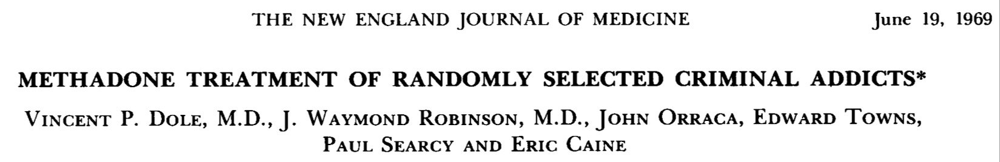 THE NEW ENGLAND JOURNAL OF MEDICINE June 19, 1969
METHADONE TREATMENT OF RANDOMLY SELECTED CRIMINAL ADDICTS*
VINCENT P. DOLE, M.D., J. WAYMOND ROBINSON, M.D., JOHN ORRACA, EDWARD TOWNS,
PAUL SEARCY AND ERIC CAINE